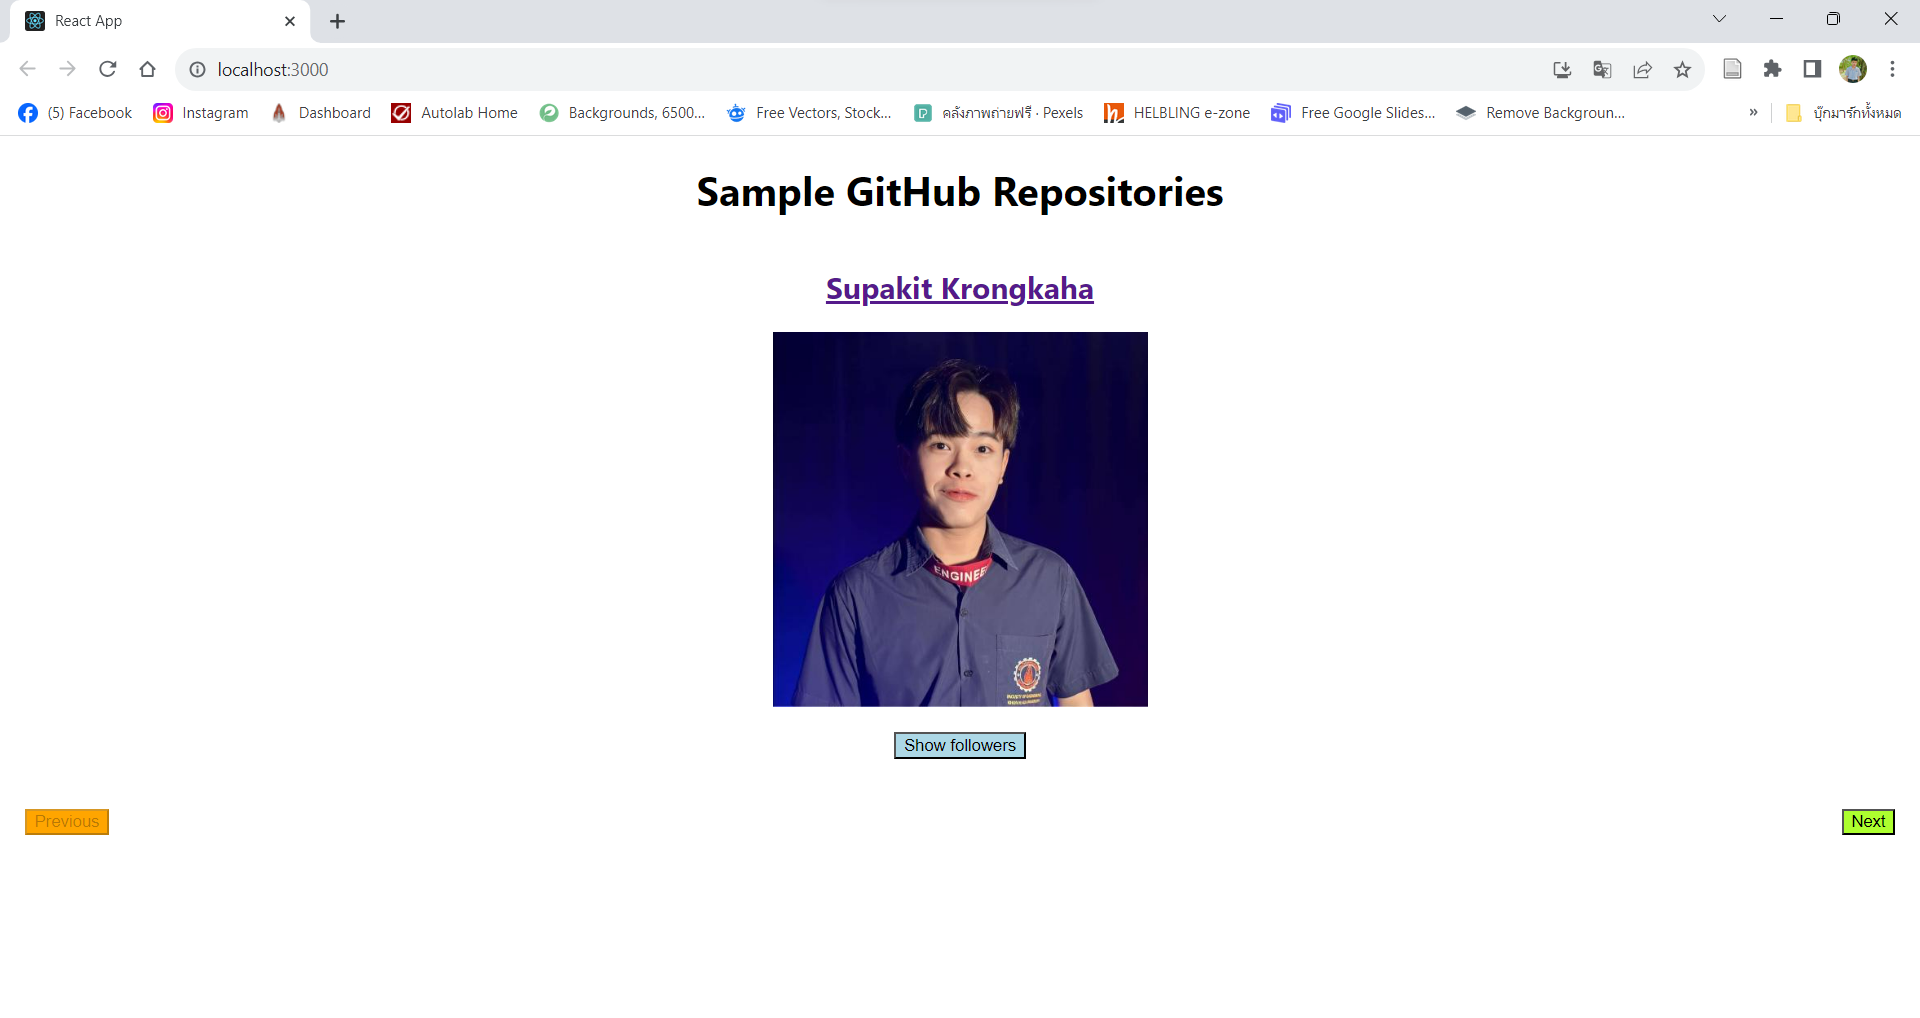 React App
localhost:3000
(5) Facebook Instagram Dashboard Autolab Home Backgrounds, 6500... Free Vectors, Stock... คลังภาพถ่ายฟรี · Pexels HELBLING e-zone Free Google Slides... Remove Backgroun... » บุ๊กมาร์กทั้งหมด
Sample GitHub Repositories
Supakit Krongkaha
ENGINEE
Show followers
Previous Next